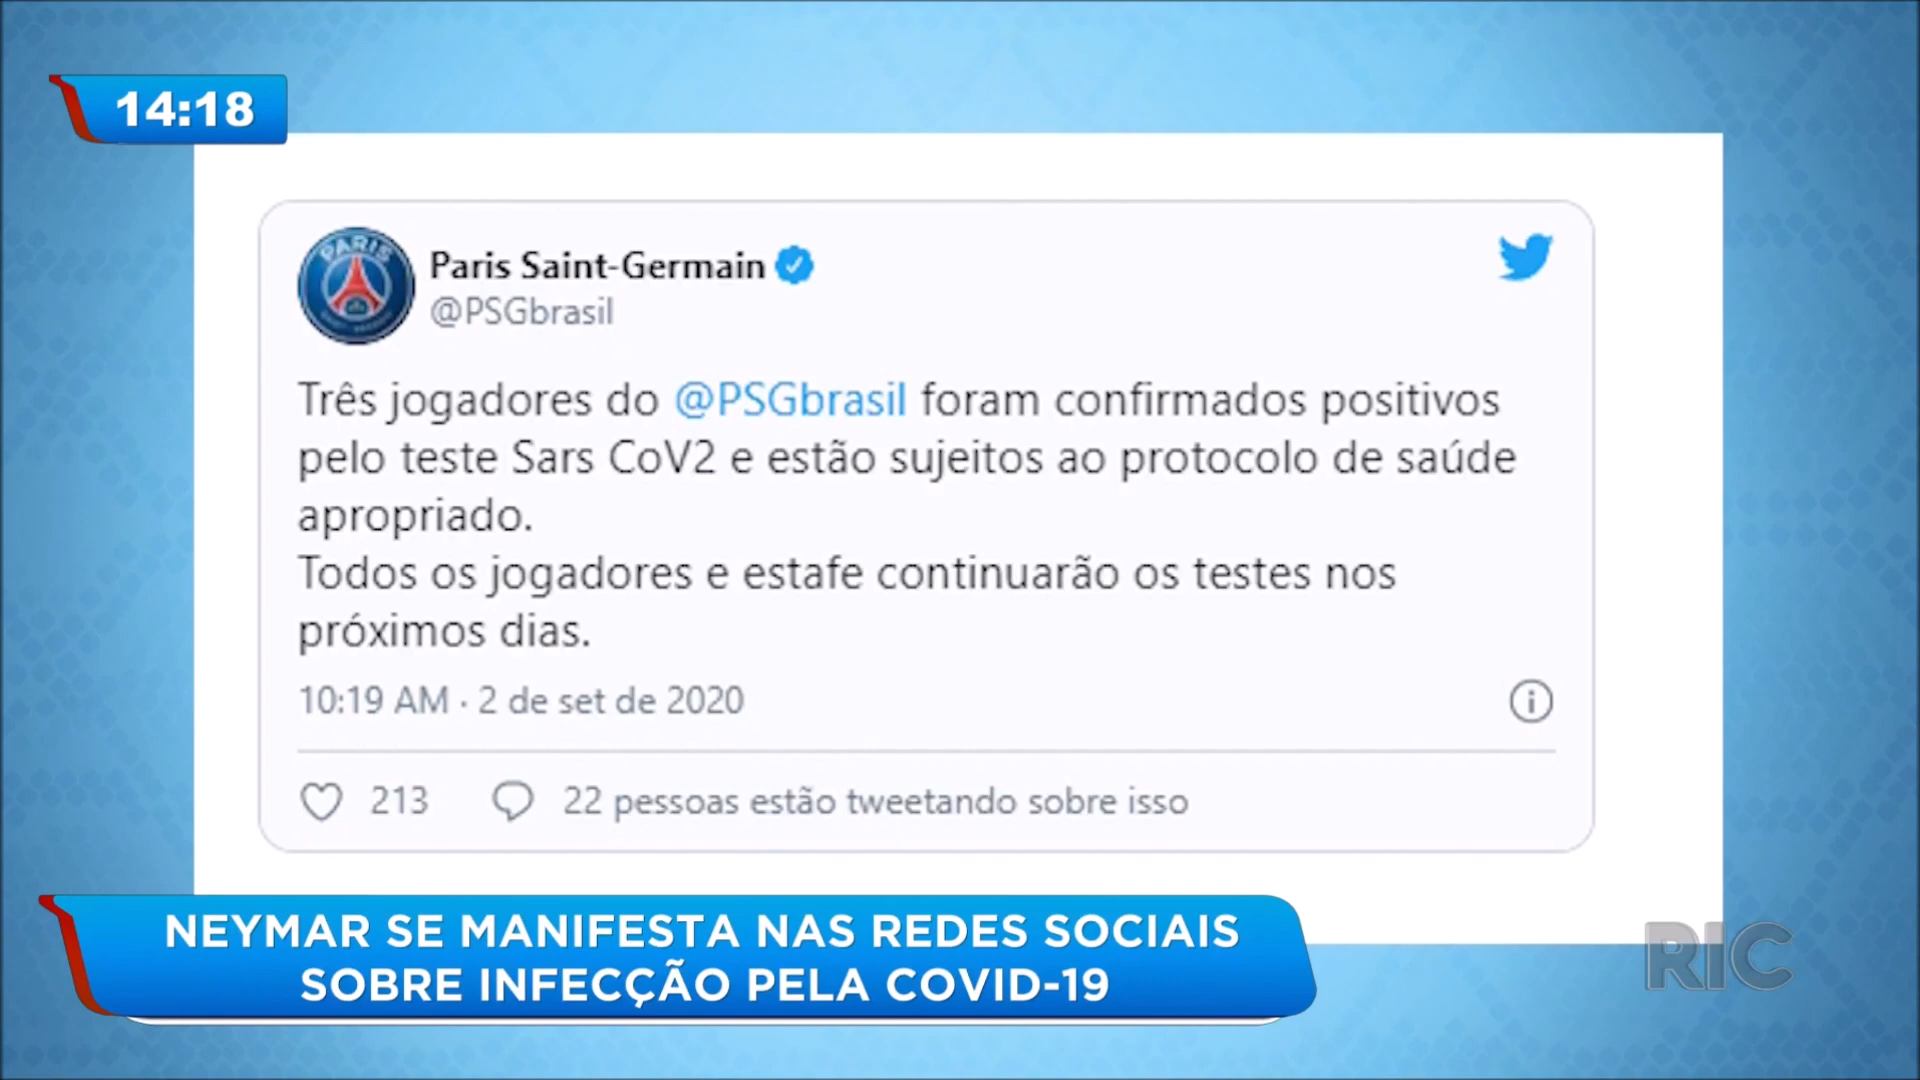 14:18
PARIS
Paris Saint-Germain
@PSGbrasil
Três jogadores do @PSGbrasil foram confirmados positivos
pelo teste Sars CoV2 e estão sujeitos ao protocolo de saúde
apropriado.
Todos os jogadores e estafe continuarão os testes nos
próximos dias.
10:19 AM · 2 de set de 2020
213 22 pessoas estão tweetando sobre isso
NEYMAR SE MANIFESTA NAS REDES SOCIAIS
SOBRE INFECÇÃO PELA COVID-19
RIC